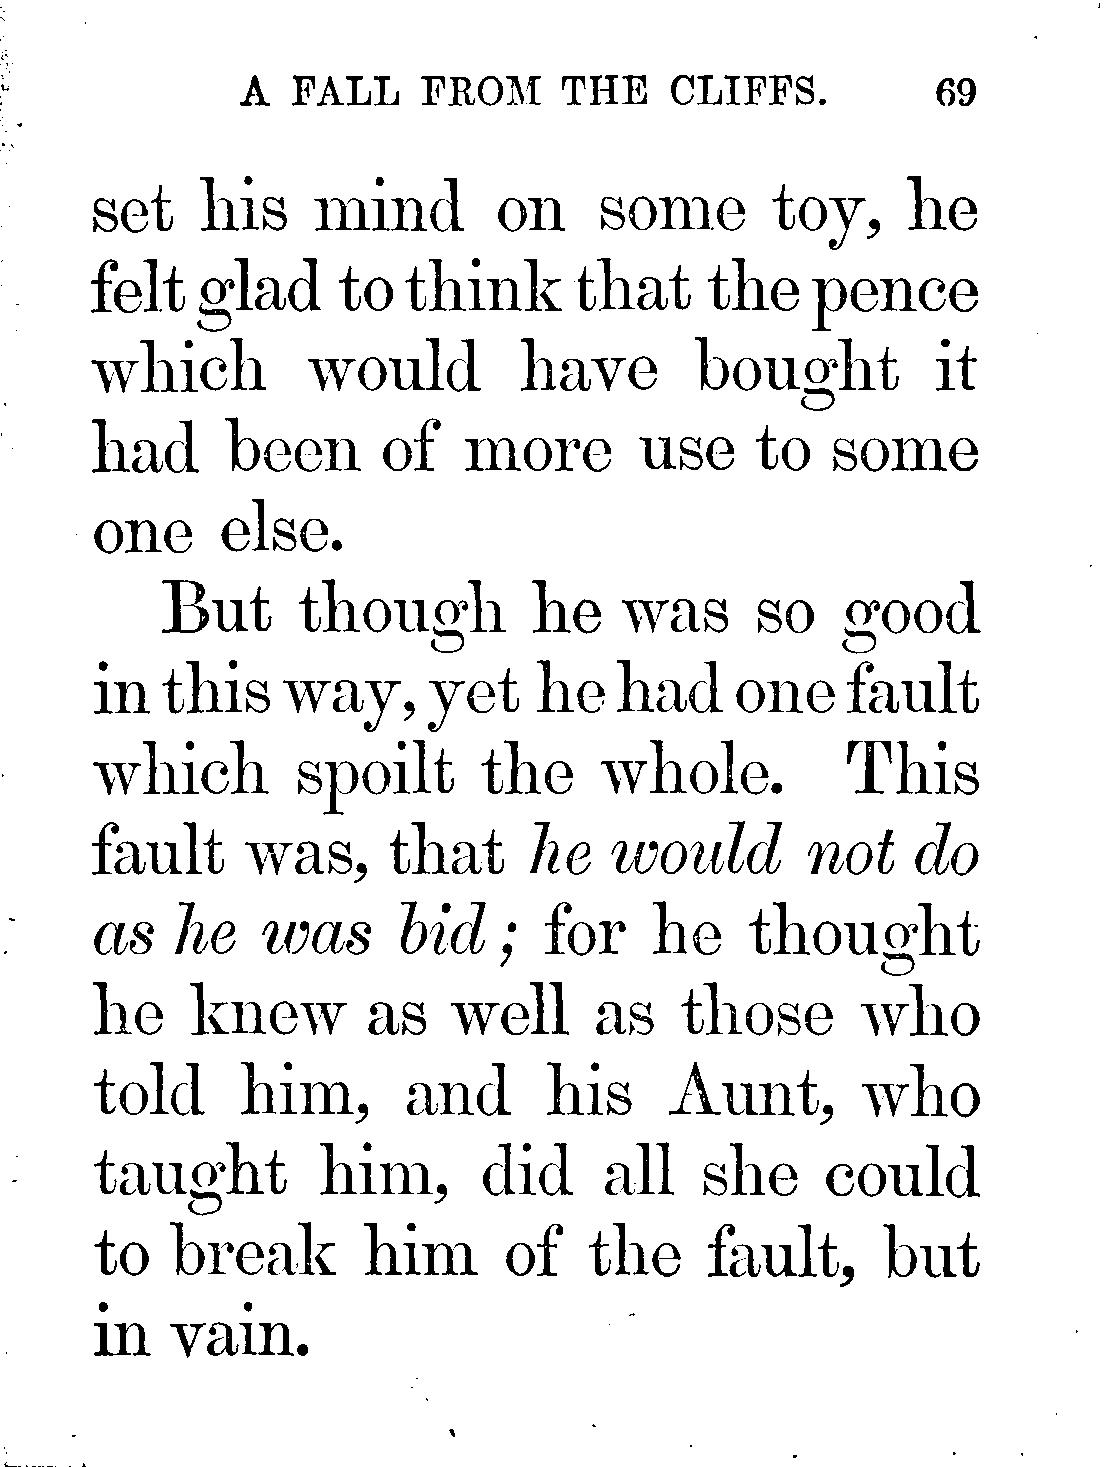 A FALL FROM THE CLIFFS. 69
set his mind on some toy, he
felt glad to think that the pence
which would have bought it
had been of more use to some
one else.
But though he was so good
in this way, yet he had one fault
which spoilt the whole. This
fault was, that he would not do
as he was bid; for he thought
he knew as well as those who
told him, and his Aunt, who
taught him, did all she could
to break him of the fault, but
in vain.